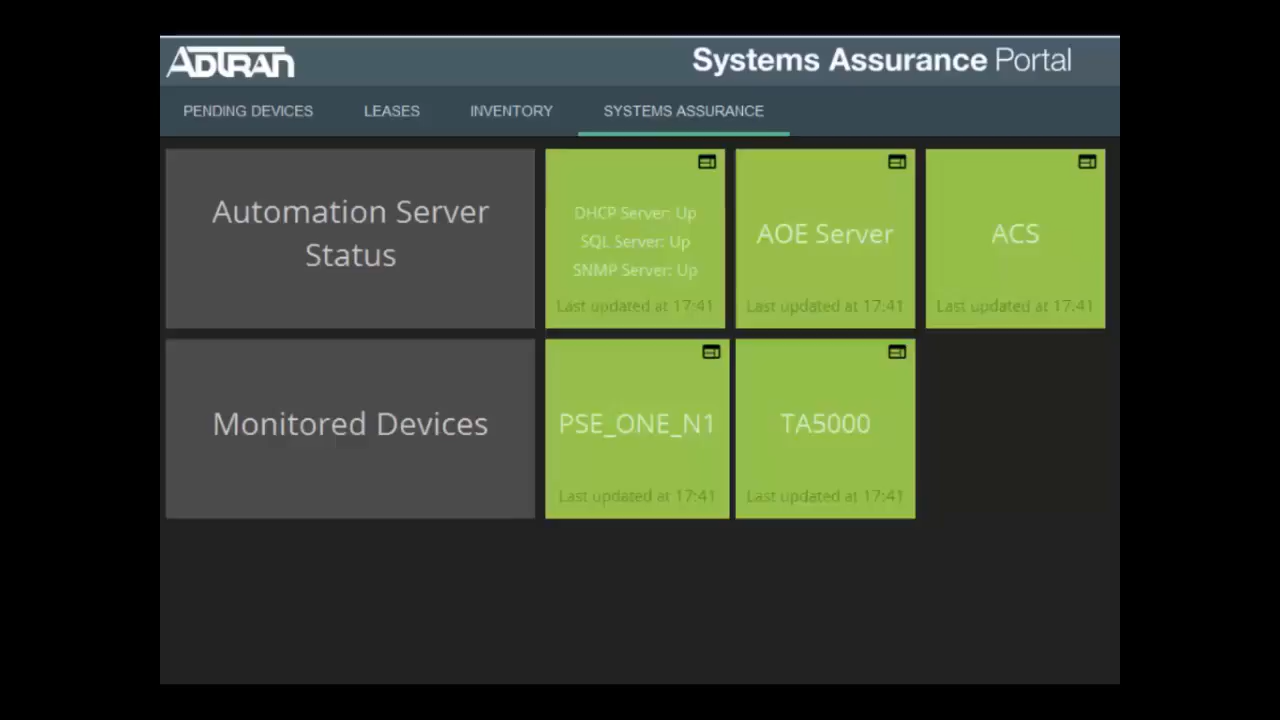 ADTRAN
Systems Assurance Portal
PENDING DEVICES LEASES INVENTORY SYSTEMS ASSURANCE
Automation Server
Status
DHCP Server: Up
SQL Server: Up
SNMP Server: Up
Last updated at 17:41
AOE Server
Last updated at 17:41
ACS
Last updated at 17:41
Monitored Devices
PSE_ONE_N1
Last updated at 17:41
TA5000
Last updated at 17:41